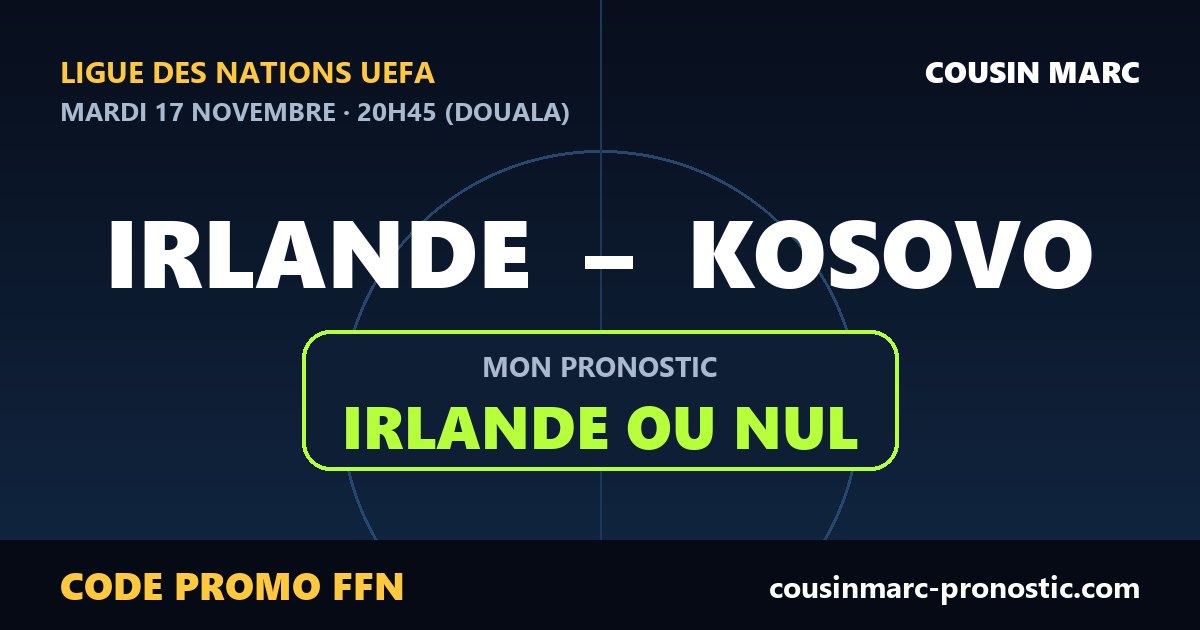 LIGUE DES NATIONS UEFA
COUSIN MARC
MARDI 17 NOVEMBRE · 20H45 (DOUALA)
IRLANDE – KOSOVO
MON PRONOSTIC
IRLANDE OU NUL
CODE PROMO FFN
cousinmarc-pronostic.com